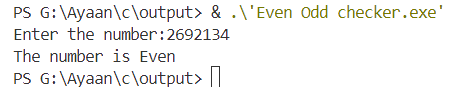 PS G:\Ayaan\c\output> & .\'Even Odd checker.exe'
Enter the number:2692134
The number is Even
PS G:\Ayaan\c\output>